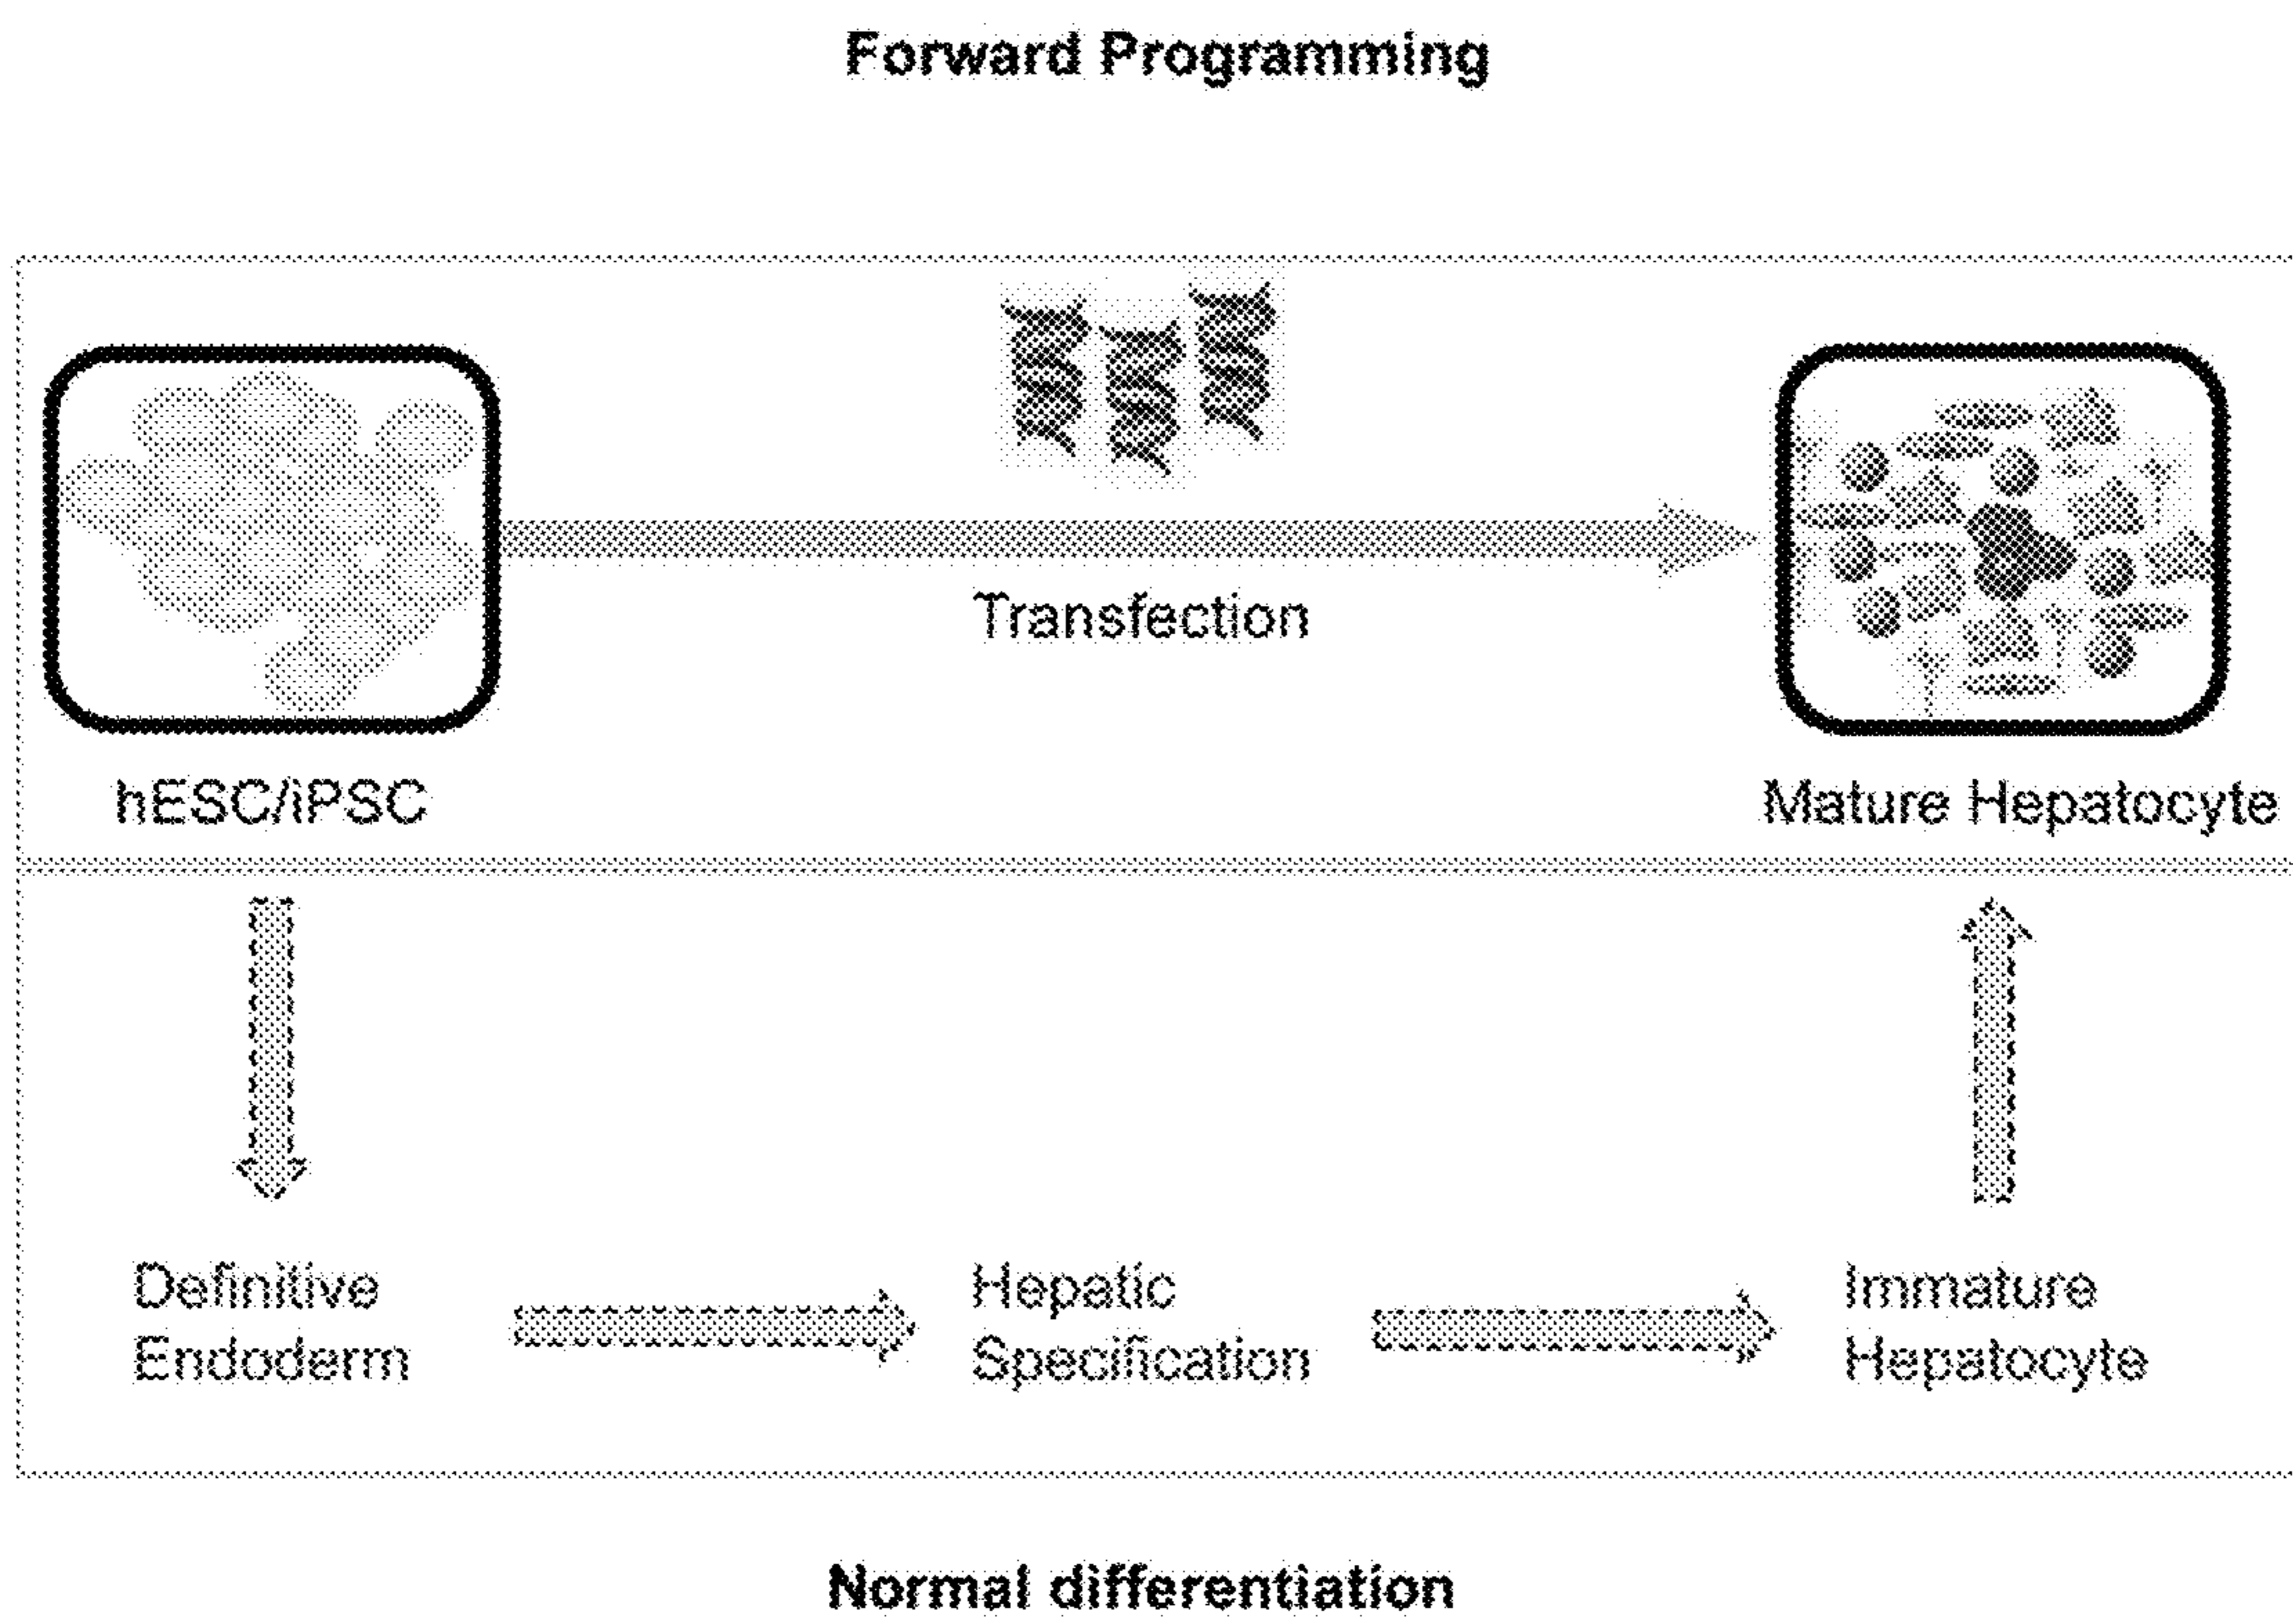 Forward Programming
Transfection
hESC/iPSC
Mature Hepatocyte
Definitive
Endoderm
Hepatic
Specification
Immature
Hepatocyte
Normal differentiation